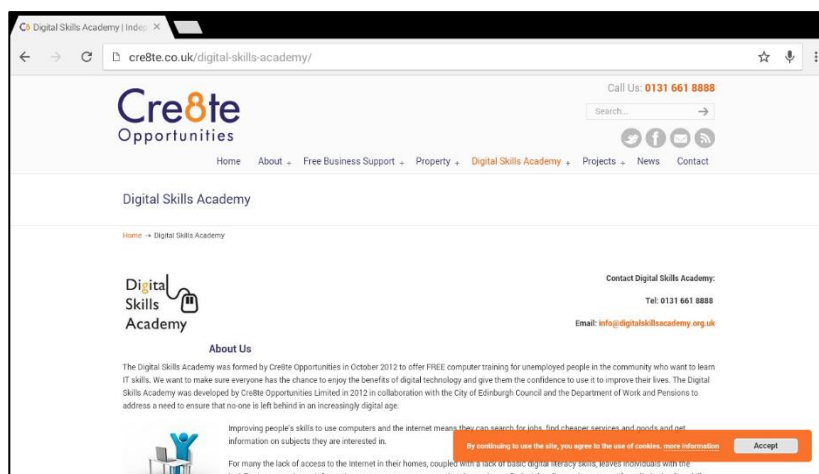 Cre8 Digital Skills Academy | Inde
cre8te.co.uk/digital-skills-academy/
Call Us: 0131 661 8888
Cre8te
Opportunities
Search...
Home About + Free Business Support + Property + Digital Skills Academy + Projects + News Contact
Digital Skills Academy
Home → Digital Skills Academy
Digital
Skills
Academy
Contact Digital Skills Academy:
Tel: 0131 661 8888
Email: info@digitalskillsacademy.org.uk
About Us
The Digital Skills Academy was formed by Cre8te Opportunities in October 2012 to offer FREE computer training for unemployed people in the community who want to learn
IT skills. We want to make sure everyone has the chance to enjoy the benefits of digital technology and give them the confidence to use it to improve their lives. The Digital
Skills Academy was developed by Cre8te Opportunities Limited in 2012 in collaboration with the City of Edinburgh Council and the Department of Work and Pensions to
address a need to ensure that no-one is left behind in an increasingly digital age.
Improving people's skills to use computers and the internet means they can search for jobs, find cheaper services and goods and get
information on subjects they are interested in.
By continuing to use the site, you agree to the use of cookies. more information
Accept
For many the lack of access to the Internet in their homes, coupled with a lack of basic digital literacy skills, leaves individuals with the